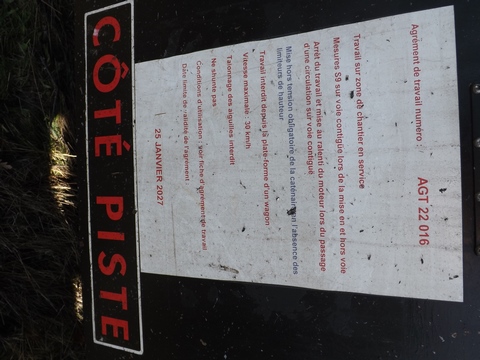 Agrément de travail numéro : AGT 22 016
Travail sur zone de chantier en service
Mesures S9 sur voie contiguë lors de la mise en et hors voie
Arrêt du travail et mise au ralenti du moteur lors du passage
d'une circulation sur voie contiguë
Mise hors tension obligatoire de la caténaire en l'absence des
limiteurs de hauteur
Travail interdit depuis la plate-forme d'un wagon
Vitesse maximale : 30 km/h
Talonnage des aiguilles interdit
Ne shunte pas
Conditions d'utilisation : voir fiche d'agrément de travail
Date limite de validité de l'agrément
25 JANVIER 2027
CÔTÉ PISTE